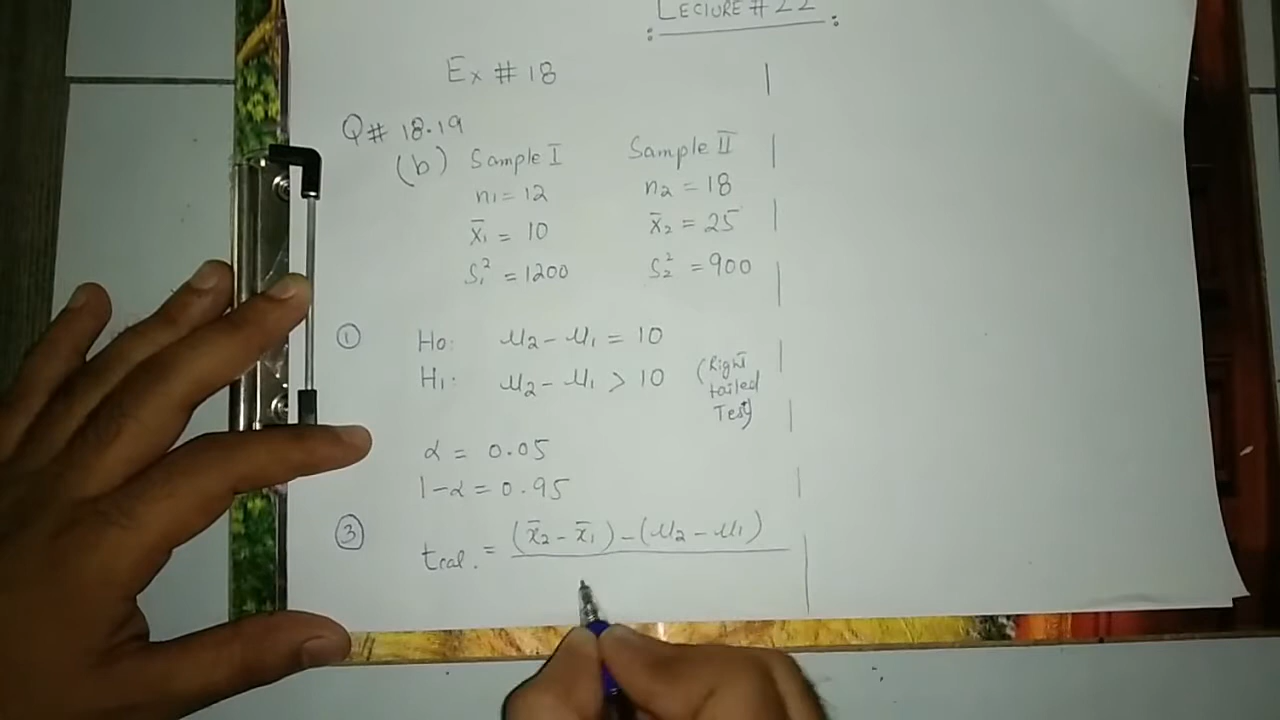 LECTURE # 22
Ex # 18
Q# 18.19
(b) Sample I Sample II
n₁ = 12 n₂ = 18
x̄₁ = 10 x̄₂ = 25
S₁² = 1200 S₂² = 900
① H₀: μ₂ - μ₁ = 10
H₁: μ₂ - μ₁ > 10 (Right tailed Test)
α = 0.05
1-α = 0.95
③ tcal. = (x̄₂ - x̄₁) - (μ₂ - μ₁)